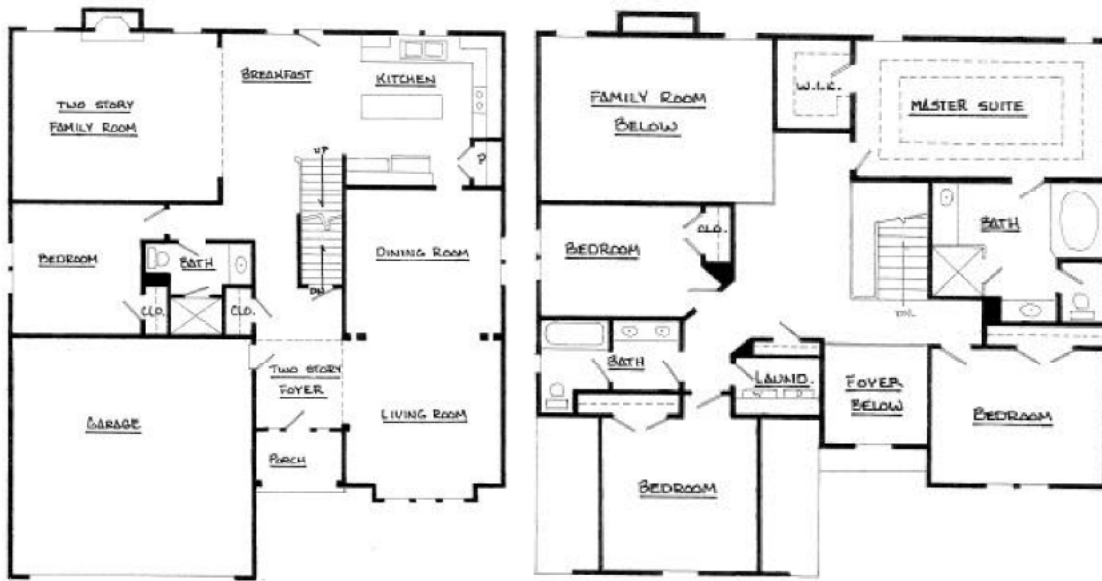 TWO STORY
FAMILY ROOM
BREAKFAST
KITCHEN
UP
P
BEDROOM
BATH
CLO.
CLO.
DN
DINING ROOM
TWO STORY
FOYER
GARAGE
LIVING ROOM
PORCH
FAMILY ROOM
BELOW
W.I.C.
MASTER SUITE
BEDROOM
CLO.
BATH
DN.
BATH
LAUND.
FOYER
BELOW
BEDROOM
BEDROOM